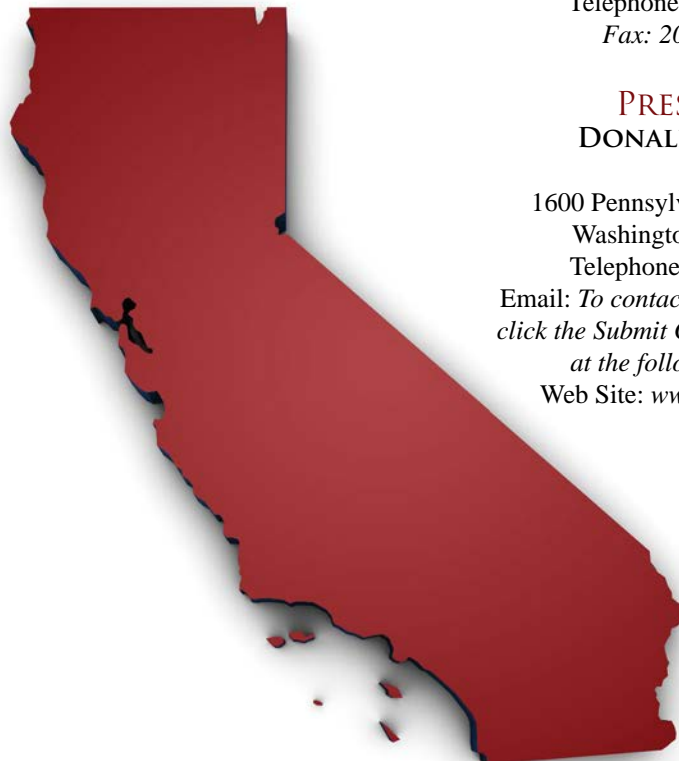 Telephone
Fax: 20
PRES
DONAL
1600 Pennsylv
Washingto
Telephone
Email: To contac
click the Submit
at the follo
Web Site: ww